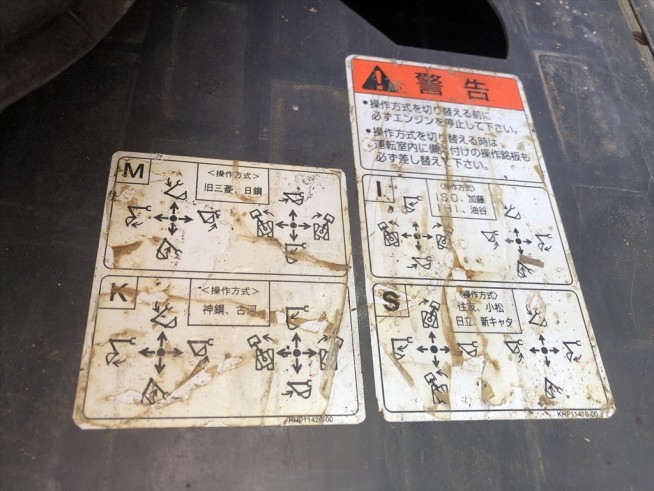 警告
•操作方式を切り替える前に
必ずエンジンを停止して下さい。
•操作方式を切り替える時は、
運転室内に備え付けの操作銘板も
必ず差し替えて下さい。
M
<操作方式>
旧三菱、日鋼
K
<操作方式>
神鋼、古河
KHP11420-00
I
<操作方式>
ISO、加藤
IHI、油谷
S
<操作方式>
住友、小松
日立、新キャタ
KHP11410-00